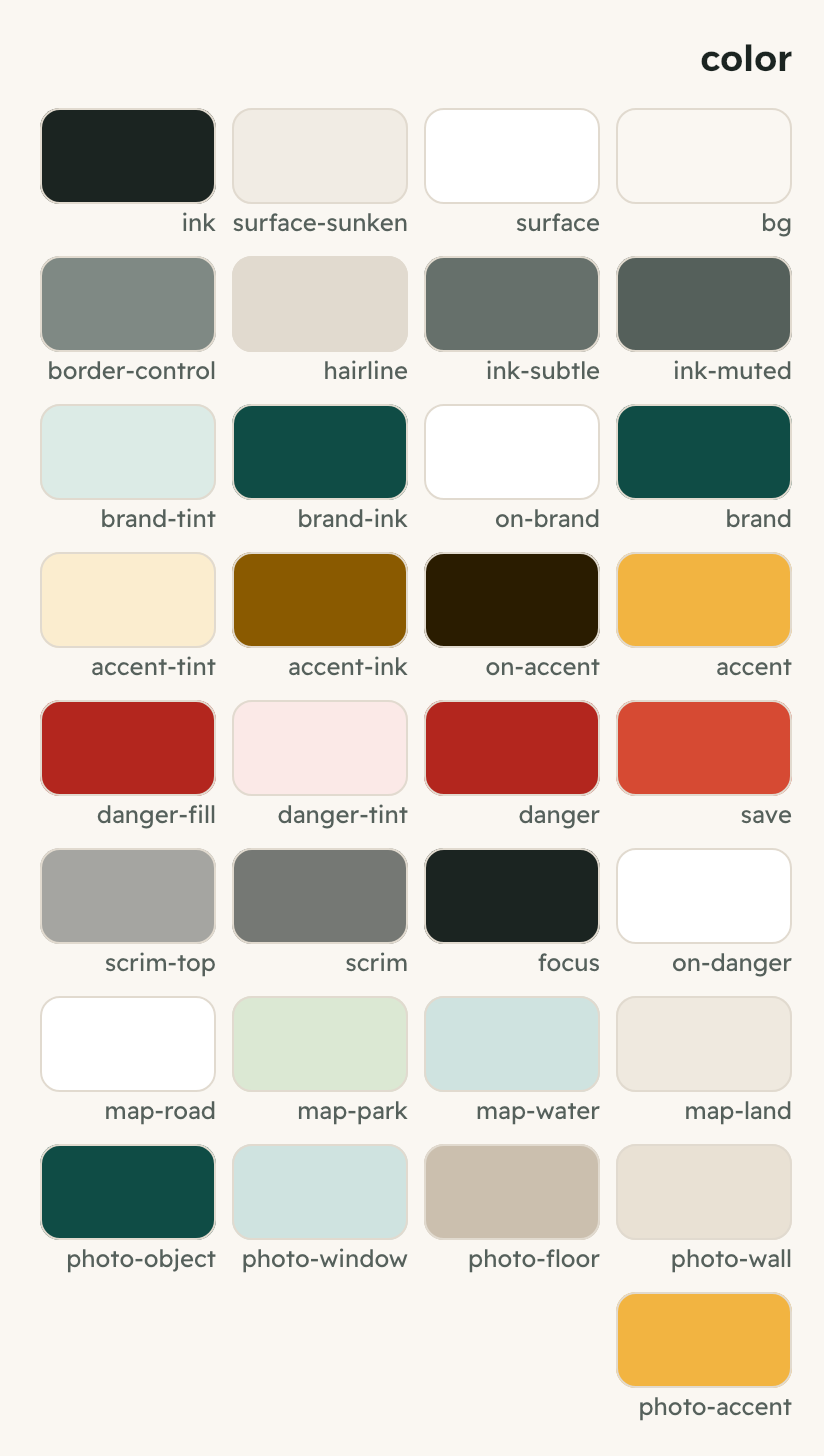 color
bg
surface
surface-sunken
ink
ink-muted
ink-subtle
hairline
border-control
brand
on-brand
brand-ink
brand-tint
accent
on-accent
accent-ink
accent-tint
save
danger
danger-tint
danger-fill
on-danger
focus
scrim
scrim-top
map-land
map-water
map-park
map-road
photo-wall
photo-floor
photo-window
photo-object
photo-accent